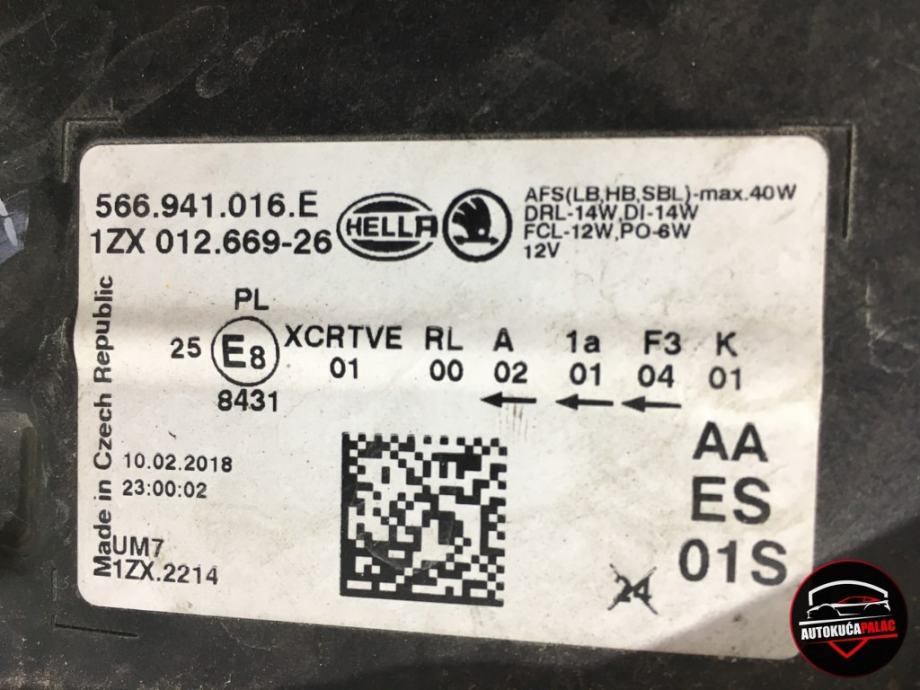 566.941.016.E
1ZX 012.669-26
HELLA
AFS(LB,HB,SBL)-max.40W
DRL-14W,DI-14W
FCL-12W,PO-6W
12V
Made in Czech Republic
PL
25 E8 XCRTVE RL A 1a F3 K
01 00 02 01 04 01
8431
10.02.2018
23:00:02
UM7
1ZX.2214
AA
ES
01S
24
AUTOKUĆAPALAC